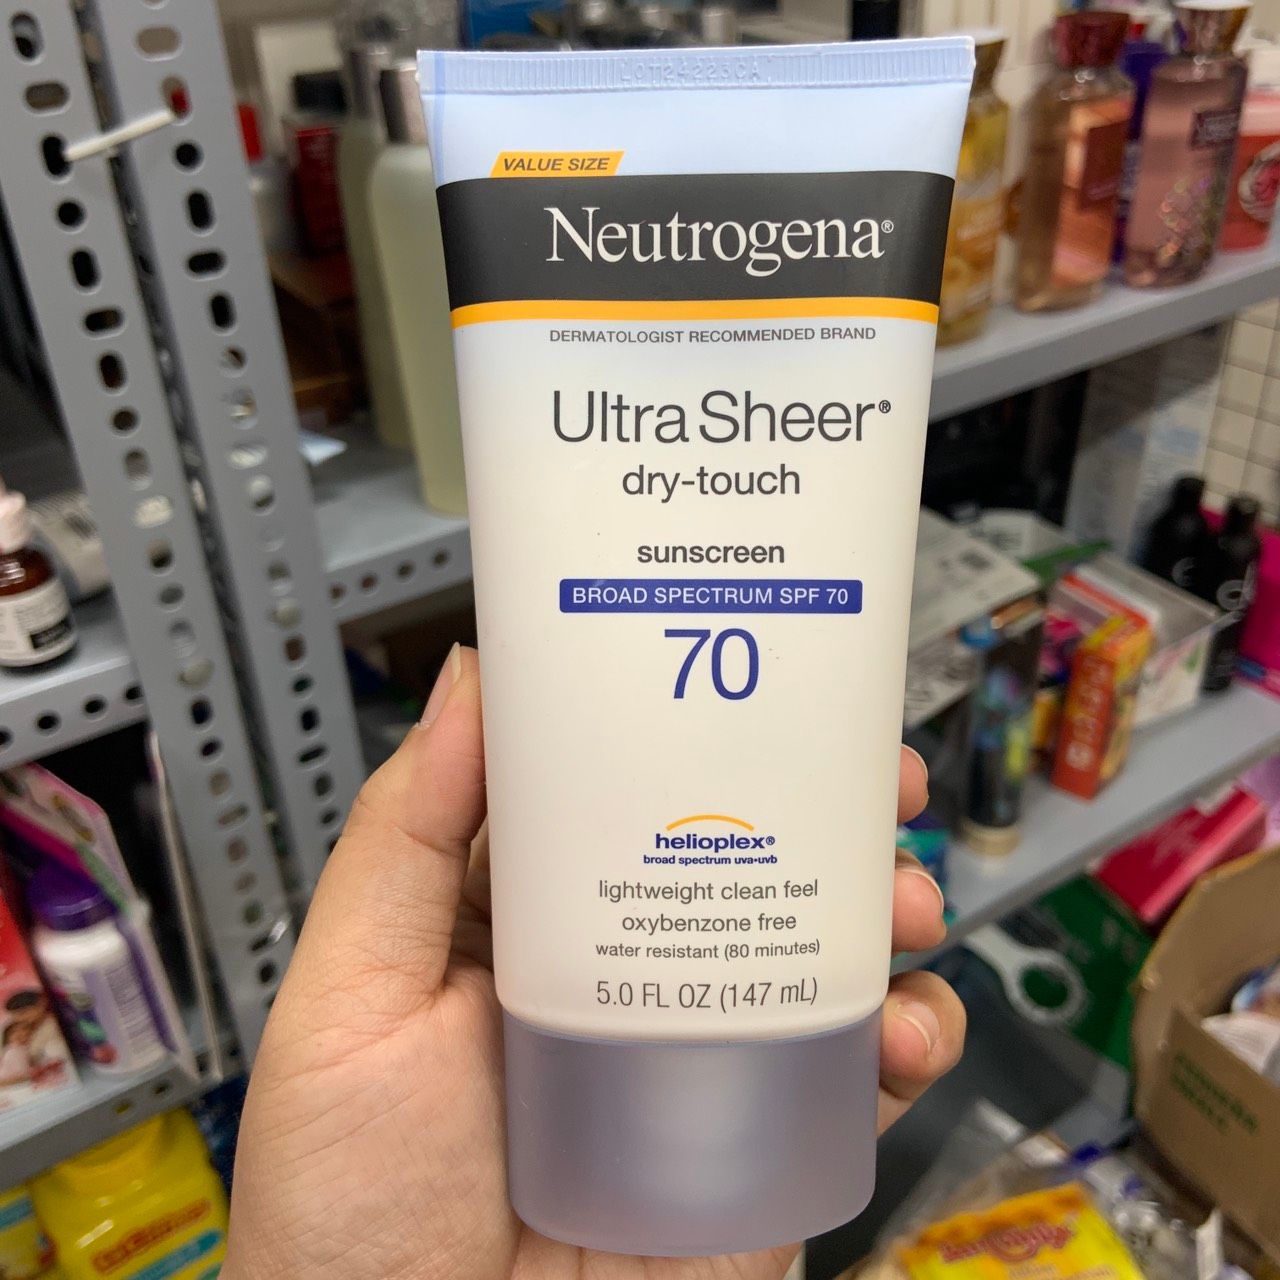 LOT24223CA
VALUE SIZE
Neutrogena®
DERMATOLOGIST RECOMMENDED BRAND
Ultra Sheer®
dry-touch
sunscreen
BROAD SPECTRUM SPF 70
70
helioplex®
broad spectrum uva•uvb
lightweight clean feel
oxybenzone free
water resistant (80 minutes)
5.0 FL OZ (147 mL)